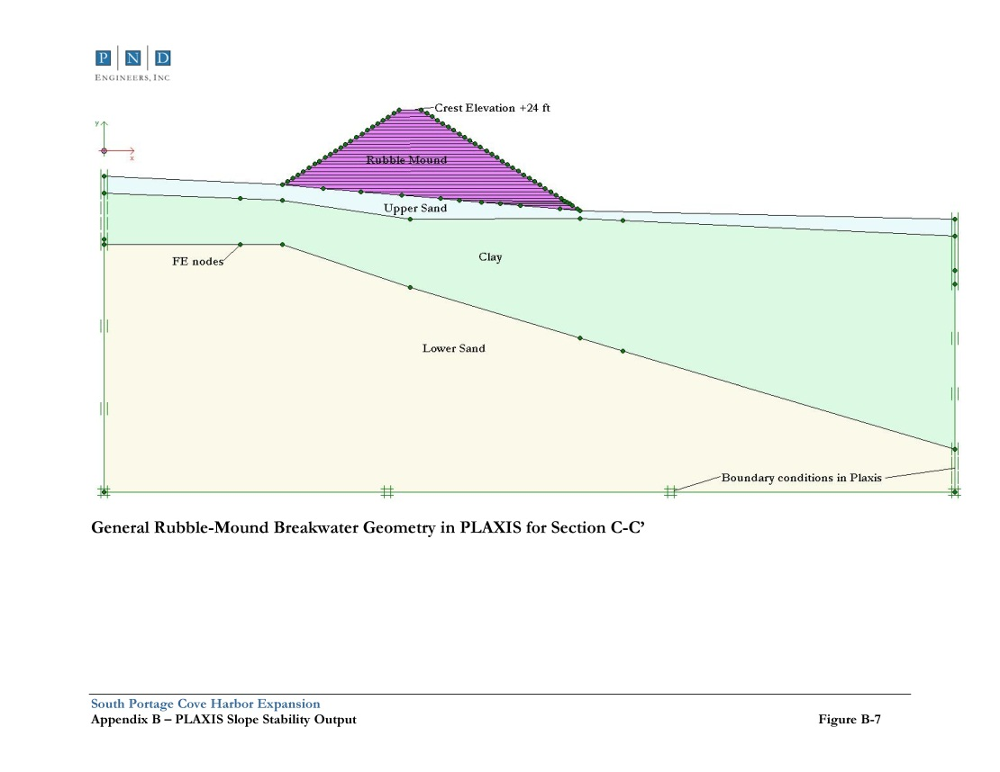 P N D
ENGINEERS, INC
Crest Elevation +24 ft
y
x
Rubble Mound
Upper Sand
Clay
FE nodes
Lower Sand
Boundary conditions in Plaxis
General Rubble-Mound Breakwater Geometry in PLAXIS for Section C-C’
South Portage Cove Harbor Expansion
Appendix B – PLAXIS Slope Stability Output Figure B-7